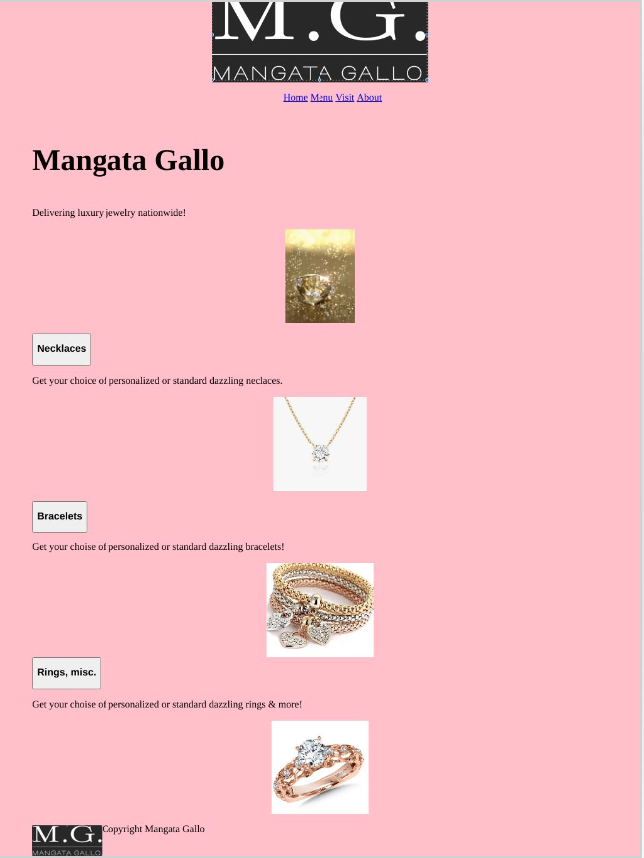 M.G.
MANGATA GALLO
Home Menu Visit About
Mangata Gallo
Delivering luxury jewelry nationwide!
Necklaces
Get your choice of personalized or standard dazzling neclaces.
Bracelets
Get your choise of personalized or standard dazzling bracelets!
Rings, misc.
Get your choise of personalized or standard dazzling rings & more!
M.G.
MANGATA GALLO
Copyright Mangata Gallo